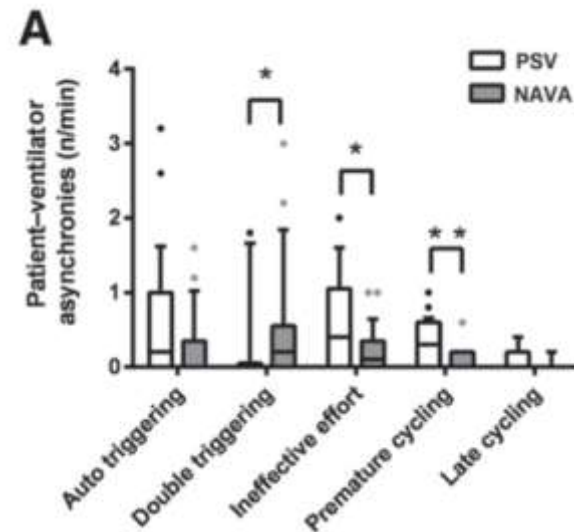 A
PSV
NAVA
Patient–ventilator
asynchronies (n/min)
4
3
2
1
0
*
*
* *
Auto triggering
Double triggering
Ineffective effort
Premature cycling
Late cycling